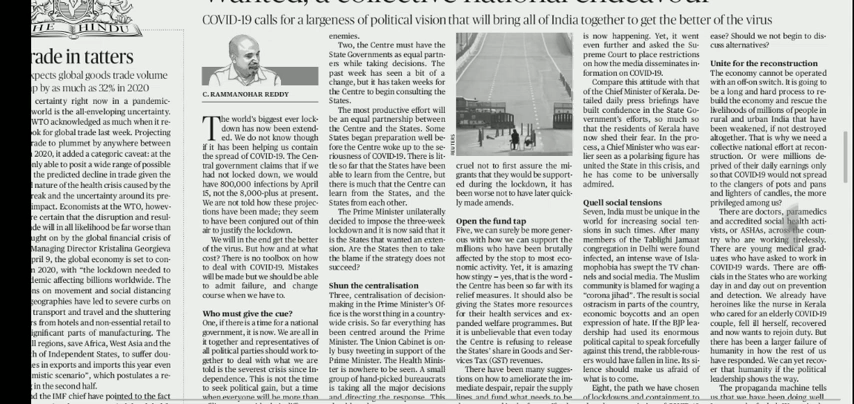 Wanted, a collective national endeavour
COVID-19 calls for a largeness of political vision that will bring all of India together to get the better of the virus
THE HINDU
rade in tatters
xpects global goods trade volume
up by as much as 32% in 2020
certainty right now in a pandemic-
world is the all-enveloping uncertainty.
WTO acknowledged as much when it re-
ook for global trade last week. Projecting
rade to plummet by anywhere between
2020, it added a categoric caveat: at the
nly able to posit a wide range of possible
the predicted decline in trade given the
l nature of the health crisis caused by the
reak and the uncertainty around its pre-
impact. Economists at the WTO, howev-
re certain that the disruption and resul-
ade will in all likelihood be far worse than
ught on by the global financial crisis of
Managing Director Kristalina Georgieva
pril 9, the global economy is set to con-
n 2020, with "the lockdown needed to
demic affecting billions worldwide. The
ns on movement and social distancing
geographies have led to severe curbs on
transport and travel and the shuttering
rs from hotels and non-essential retail to
significant parts of manufacturing. The
ll regions, save Africa, West Asia and the
h of Independent States, to suffer dou-
es in exports and imports this year even
mistic scenario", which postulates a re-
g in the second half.
nd the IMF chief have pointed to the fact
C. RAMMANOHAR REDDY
The world's biggest ever lock-
down has now been extend-
ed. We do not know though
if it has been helping us contain
the spread of COVID-19. The Cen-
tral government claims that if we
had not locked down, we would
have 800,000 infections by April
15, not the 8,000-plus at present.
We are not told how these projec-
tions have been made; they seem
to have been conjured out of thin
air to justify the lockdown.
We will in the end get the better
of the virus. But how and at what
cost? There is no toolbox on how
to deal with COVID-19. Mistakes
will be made but we should be able
to admit failure, and change
course when we have to.
Who must give the cue?
One, if there is a time for a national
government, it is now. We are all in
it together and representatives of
all political parties should work to-
gether to deal with what we are
told is the severest crisis since In-
dependence. This is not the time
to seek political gain, but a time
when everyone will be more than
enemies.
Two, the Centre must have the
State Governments as equal partn-
ers while taking decisions. The
past week has seen a bit of a
change, but it has taken weeks for
the Centre to begin consulting the
States.
The most productive effort will
be an equal partnership between
the Centre and the States. Some
States began preparation well be-
fore the Centre woke up to the se-
riousness of COVID-19. There is lit-
tle so far that the States have been
able to learn from the Centre, but
there is much that the Centre can
learn from the States, and the
States from each other.
The Prime Minister unilaterally
decided to impose the three-week
lockdown and it is now said that it
is the States that wanted an exten-
sion. Are the States then to take
the blame if the strategy does not
succeed?
Shun the centralisation
Three, centralisation of decision-
making in the Prime Minister's Of-
fice is the worst thing in a country-
wide crisis. So far everything has
been centred around the Prime
Minister. The Union Cabinet is on-
ly busy tweeting in support of the
Prime Minister. The Health Minis-
ter is nowhere to be seen. A small
group of hand-picked bureaucrats
is taking all the major decisions
and directing the response. This
REUTERS
cruel not to first assure the mi-
grants that they would be support-
ed during the lockdown, it has
been worse not to have later quick-
ly made amends.
Open the fund tap
Five, we can surely be more gener-
ous with how we can support the
millions who have been brutally
affected by the stop to most eco-
nomic activity. Yet, it is amazing
how stingy – yes, that is the word –
the Centre has been so far with its
relief measures. It should also be
giving the States more resources
for their health services and ex-
panded welfare programmes. But
it is unbelievable that even today
the Centre is refusing to release
the States' share in Goods and Ser-
vices Tax (GST) revenues.
There have been many sugges-
tions on how to ameliorate the im-
mediate despair, repair the supply
lines and fund what needs to be
is now happening. Yet, it went
even further and asked the Su-
preme Court to place restrictions
on how the media disseminates in-
formation on COVID-19.
Compare this attitude with that
of the Chief Minister of Kerala. De-
tailed daily press briefings have
built confidence in the State Go-
vernment's efforts, so much so
that the residents of Kerala have
now shed their fear. In the pro-
cess, a Chief Minister who was ear-
lier seen as a polarising figure has
united the State in this crisis, and
he has come to be universally
admired.
Quell social tensions
Seven, India must be unique in the
world for increasing social ten-
sions in such times. After many
members of the Tablighi Jamaat
congregation in Delhi were found
infected, an intense wave of Isla-
mophobia has swept the TV chan-
nels and social media. The Muslim
community is blamed for waging a
"corona jihad". The result is social
ostracism in parts of the country,
economic boycotts and an open
expression of hate. If the BJP lea-
dership had used its enormous
political capital to speak forcefully
against this trend, the rabble-rous-
ers would have fallen in line. Its si-
lence should make us afraid of
what is to come.
Eight, the path we have chosen
ease? Should we not begin to dis-
cuss alternatives?
Unite for the reconstruction
The economy cannot be operated
with an on-off switch. It is going to
be a long and hard process to re-
build the economy and rescue the
livelihoods of millions of people in
rural and urban India that have
been weakened, if not destroyed
altogether. That is why we need a
collective national effort at recon-
struction. Or were millions de-
prived of their daily earnings only
so that COVID-19 would not spread
to the clangers of pots and pans
and lighters of candles, the more
privileged among us?
There are doctors, paramedics
and accredited social health acti-
vists, or ASHAs, across the coun-
try who are working tirelessly.
There are young medical grad-
uates who have asked to work in
COVID-19 wards. There are offi-
cials in the States who are working
day in and day out on prevention
and detection. We already have
heroines like the nurse in Kerala
who cared for an elderly COVID-19
couple, fell ill herself, recovered
and now wants to rejoin duty. But
there has been a larger failure of
humanity in how the rest of us
have responded. We can yet recov-
er that humanity if the political
leadership shows the way.
The propaganda machine tells
us that we have been doing well